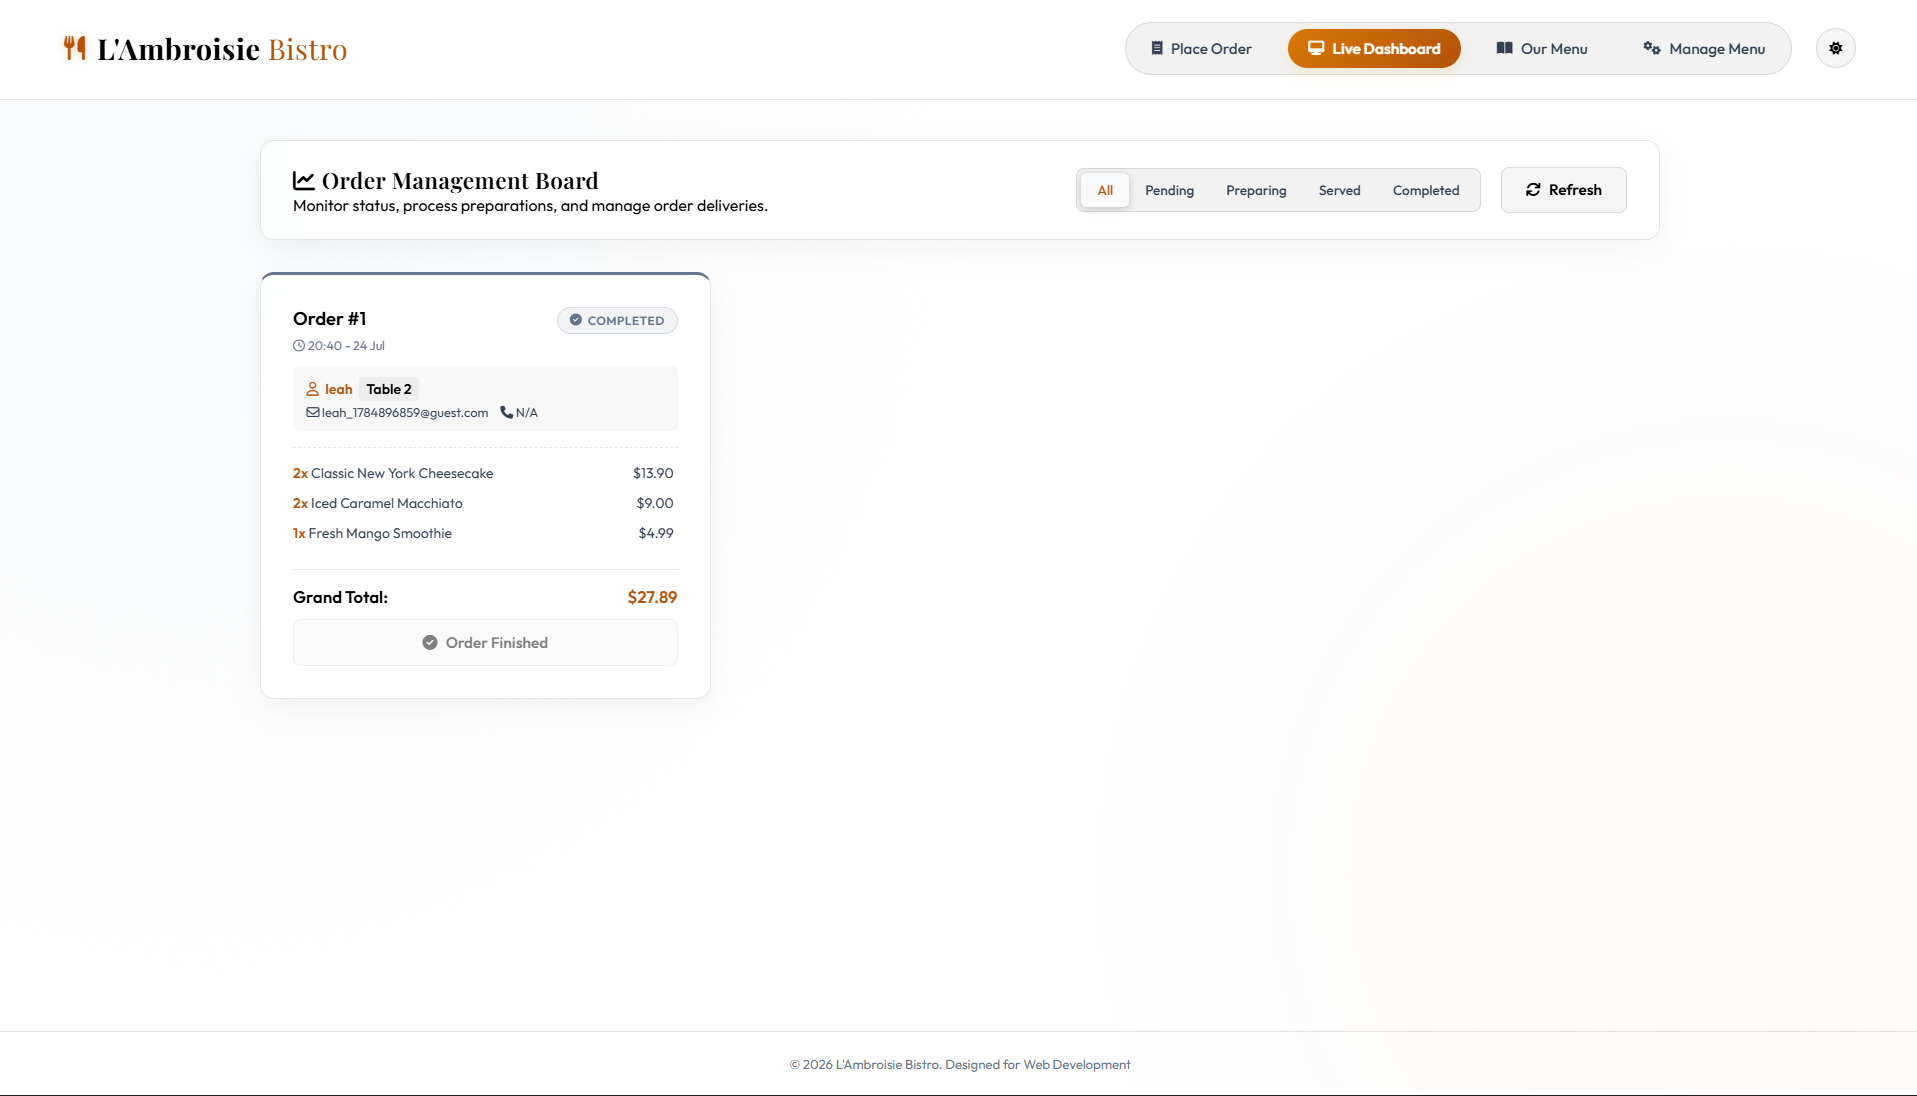 L'Ambroisie Bistro
Place Order
Live Dashboard
Our Menu
Manage Menu
Order Management Board
Monitor status, process preparations, and manage order deliveries.
All
Pending
Preparing
Served
Completed
Refresh
Order #1
COMPLETED
20:40 - 24 Jul
leah Table 2
leah_1784896859@guest.com N/A
2x Classic New York Cheesecake $13.90
2x Iced Caramel Macchiato $9.00
1x Fresh Mango Smoothie $4.99
Grand Total: $27.89
Order Finished
© 2026 L'Ambroisie Bistro. Designed for Web Development